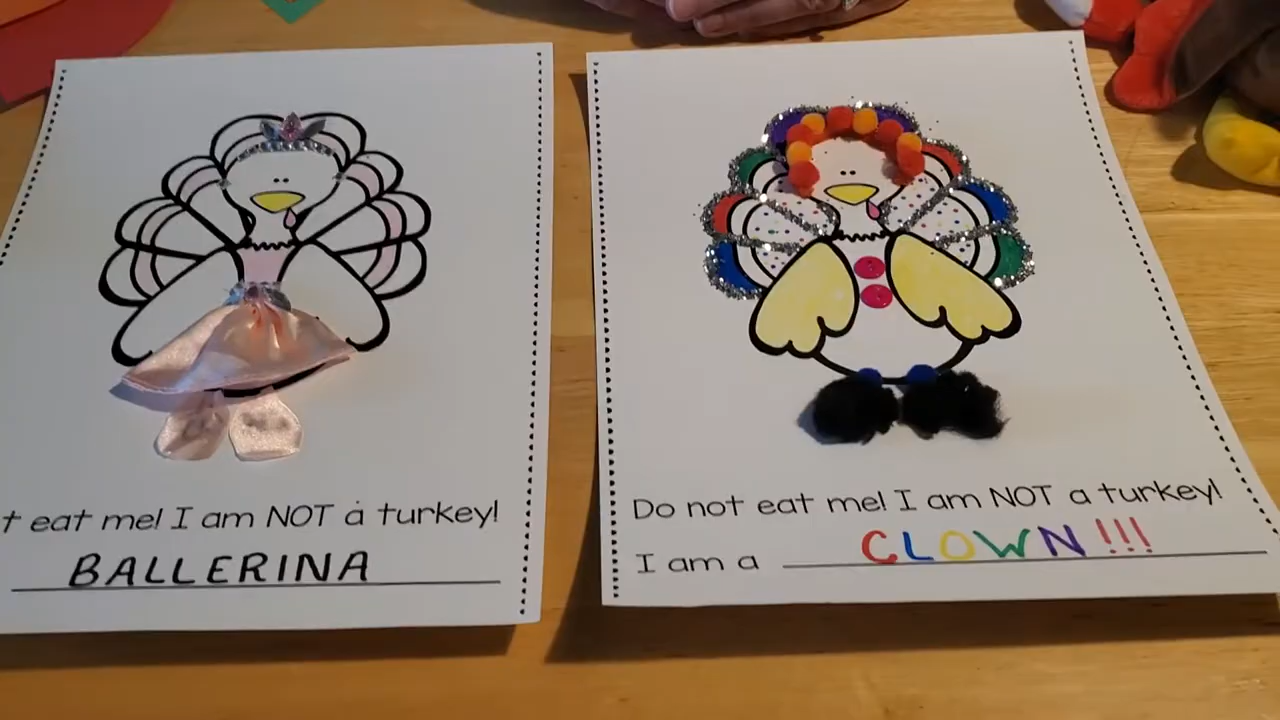 t eat me! I am NOT a turkey!
BALLERINA
Do not eat me! I am NOT a turkey!
I am a CLOWN!!!